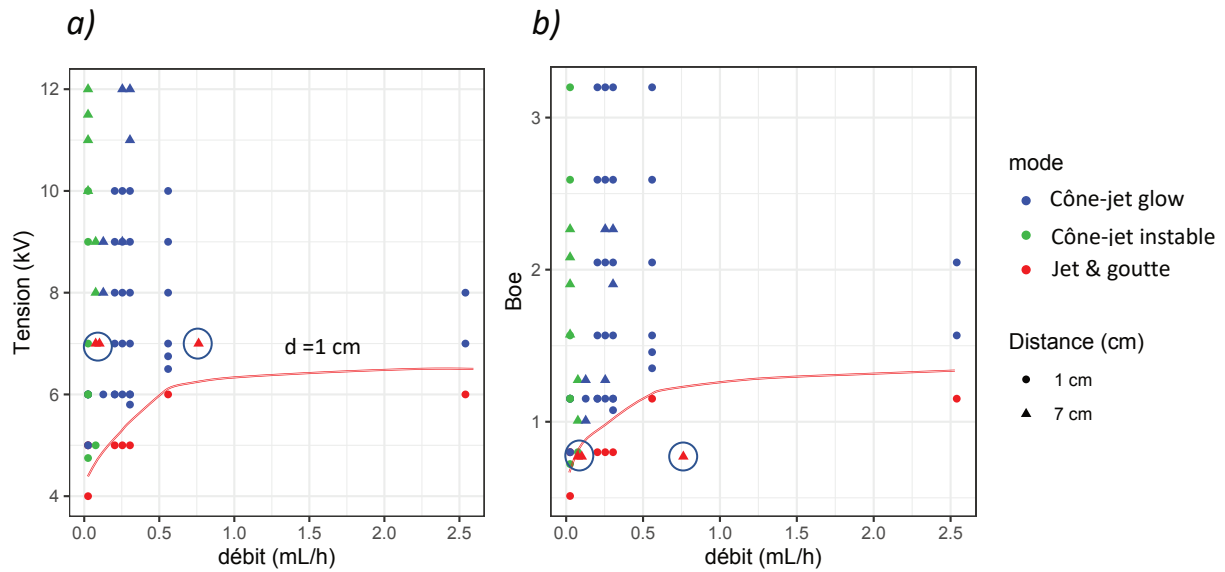 a)
Tension (kV)
12
10
8
6
4
d =1 cm
0.0 0.5 1.0 1.5 2.0 2.5
débit (mL/h)
b)
Boe
3
2
1
0.0 0.5 1.0 1.5 2.0 2.5
débit (mL/h)
mode
Cône-jet glow
Cône-jet instable
Jet & goutte
Distance (cm)
1 cm
7 cm